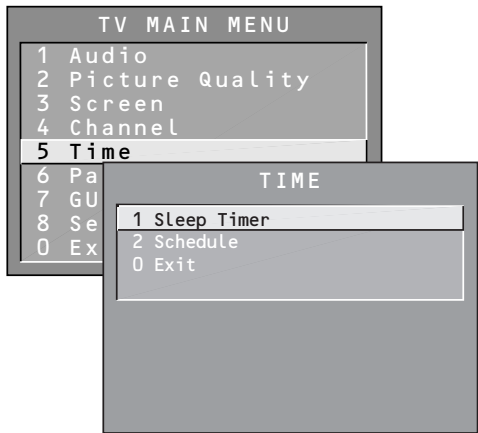 TV MAIN MENU
1 Audio
2 Picture Quality
3 Screen
4 Channel
5 Time
6 Pa
7 GU
8 Se
0 Ex
TIME
1 Sleep Timer
2 Schedule
0 Exit